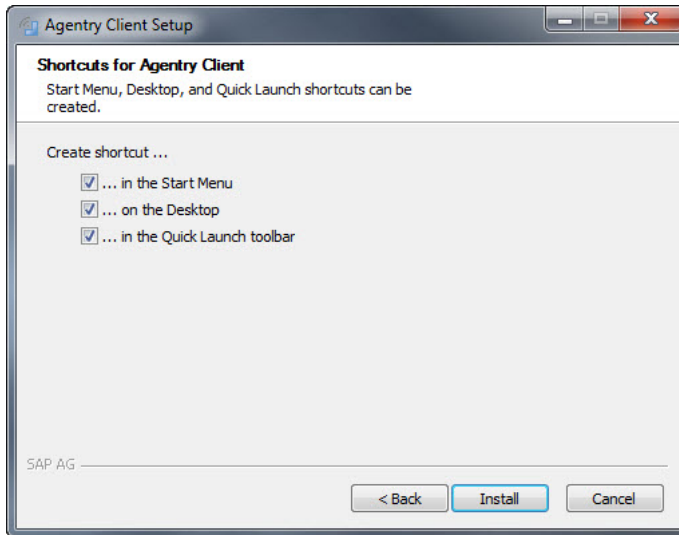 Agentry Client Setup
Shortcuts for Agentry Client
Start Menu, Desktop, and Quick Launch shortcuts can be
created.
Create shortcut ...
... in the Start Menu
... on the Desktop
... in the Quick Launch toolbar
SAP AG
< Back Install Cancel